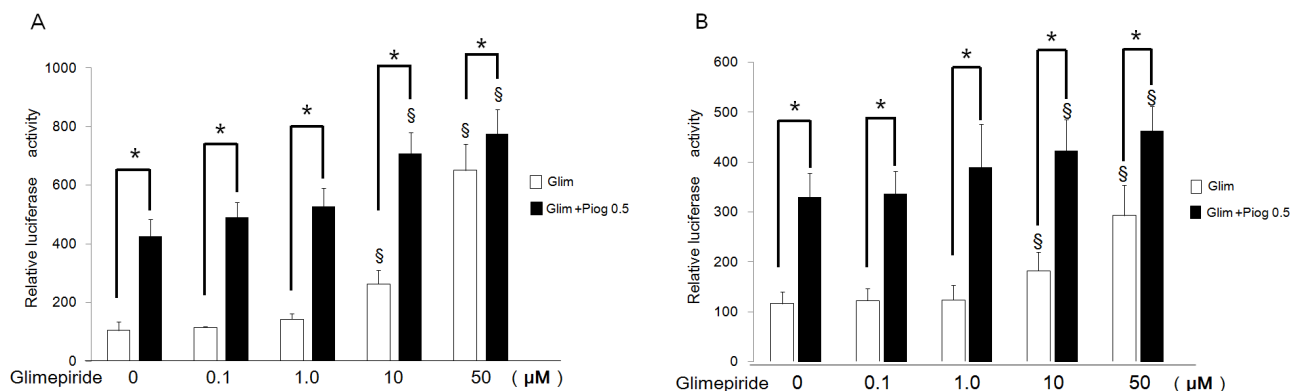 A
Relative luciferase activity
1000
800
600
400
200
0
* * * * *
§ § § §
Glim
Glim +Piog 0.5
Glimepiride 0 0.1 1.0 10 50 ( μM )
B
Relative luciferase activity
600
500
400
300
200
100
0
* * * * *
§ § § §
Glim
Glim +Piog 0.5
Glimepiride 0 0.1 1.0 10 50 ( μM )